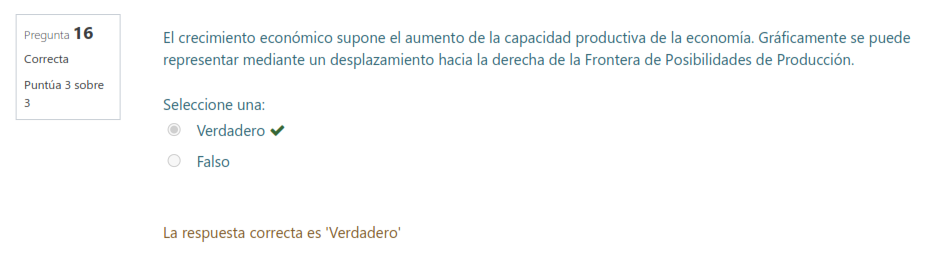 Pregunta 16
Correcta
Puntúa 3 sobre
3
El crecimiento económico supone el aumento de la capacidad productiva de la economía. Gráficamente se puede
representar mediante un desplazamiento hacia la derecha de la Frontera de Posibilidades de Producción.
Seleccione una:
Verdadero
Falso
La respuesta correcta es 'Verdadero'